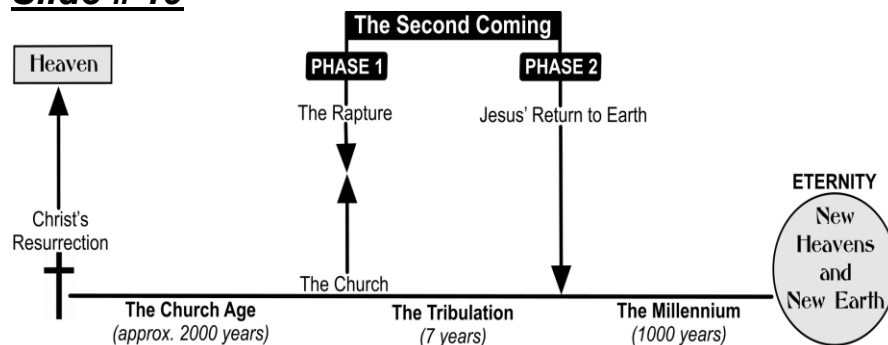 The Second Coming
Heaven
PHASE 1
PHASE 2
The Rapture
Jesus' Return to Earth
ETERNITY
New
Heavens
and
New Earth
Christ's
Resurrection
The Church
The Church Age
(approx. 2000 years)
The Tribulation
(7 years)
The Millennium
(1000 years)